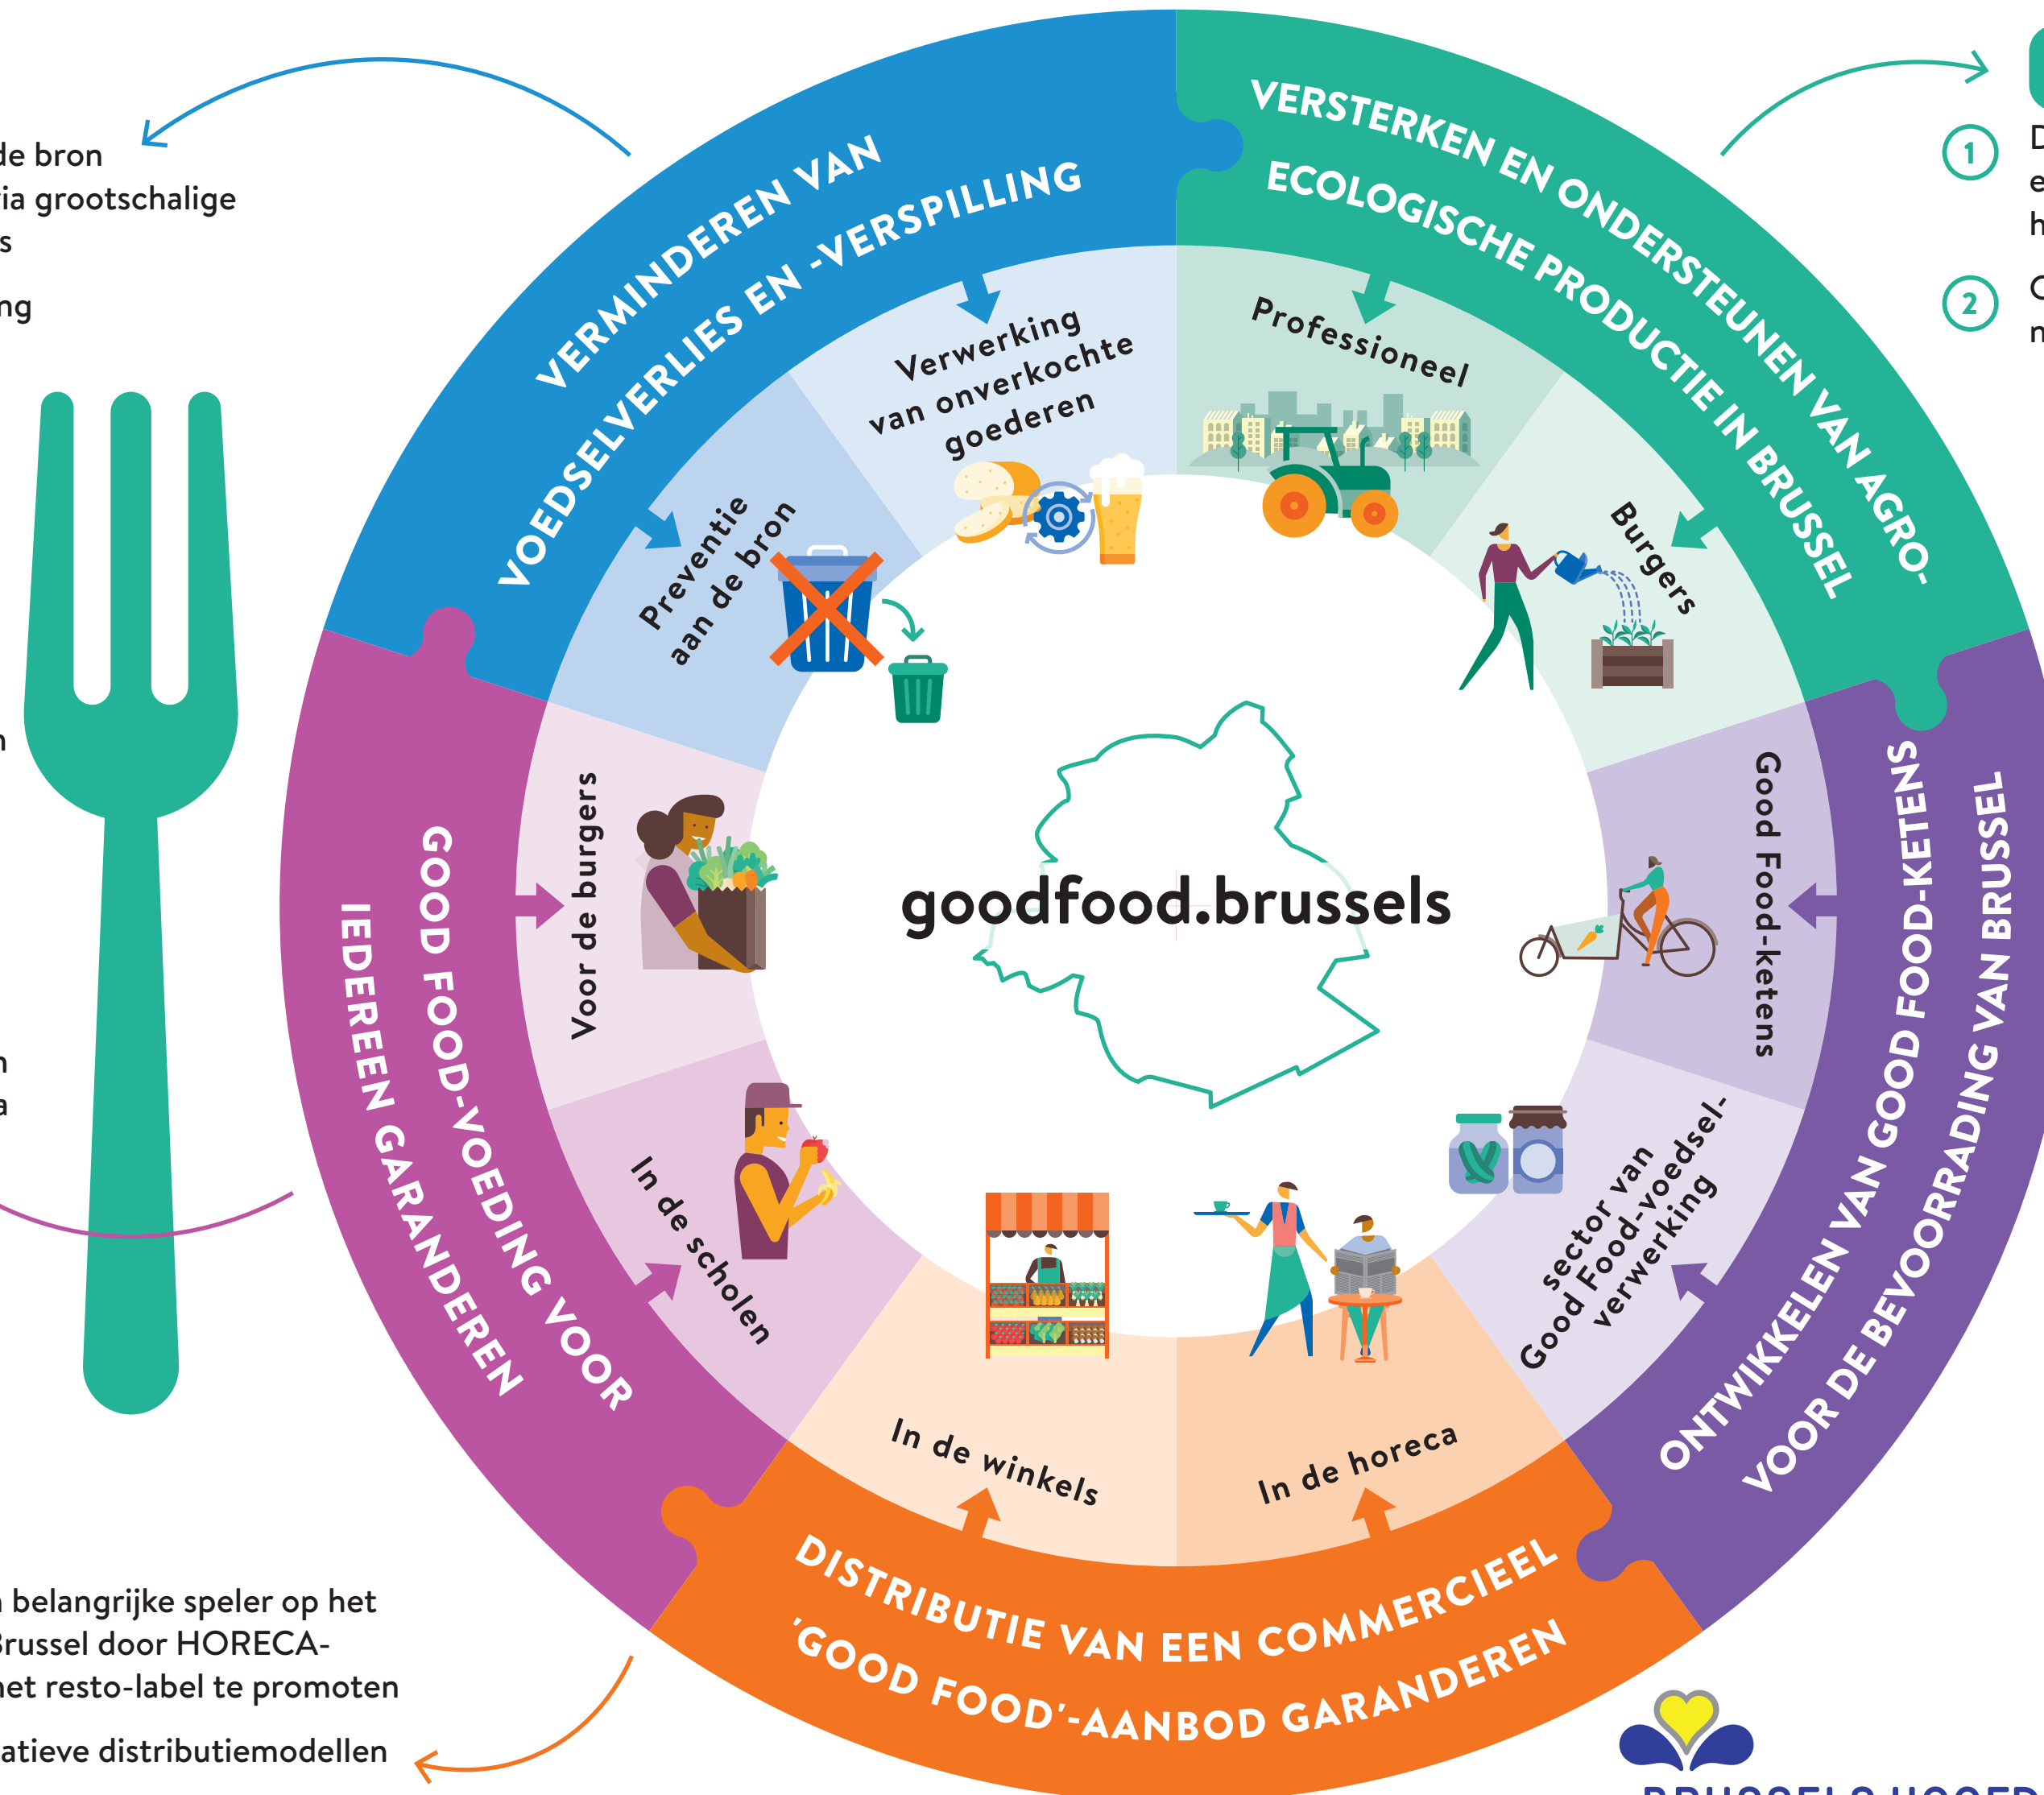 de bron
via grootschalige
VERMINDEREN VAN
VOEDSELVERLIES EN -VERSPILLING
Verwerking
van onverkochte
goederen
Preventie
aan de bron
VERSTERKEN EN ONDERSTEUNEN VAN AGRO-
ECOLOGISCHE PRODUCTIE IN BRUSSEL
Professioneel
Burgers
1
2
ONTWIKKELEN VAN GOOD FOOD-KETENS
VOOR DE BEVOORRADING VAN BRUSSEL
Good Food-ketens
sector van
Good Food-voedsel-
verwerking
goodfood.brussels
GOOD FOOD-VOEDING VOOR
IEDEREEN GARANDEREN
Voor de burgers
In de scholen
In de winkels
In de horeca
DISTRIBUTIE VAN EEN COMMERCIEEL
'GOOD FOOD'-AANBOD GARANDEREN
belangrijke speler op het
Brussel door HORECA-
het resto-label te promoten
atieve distributiemodellen
BRUSSELS HOOFD